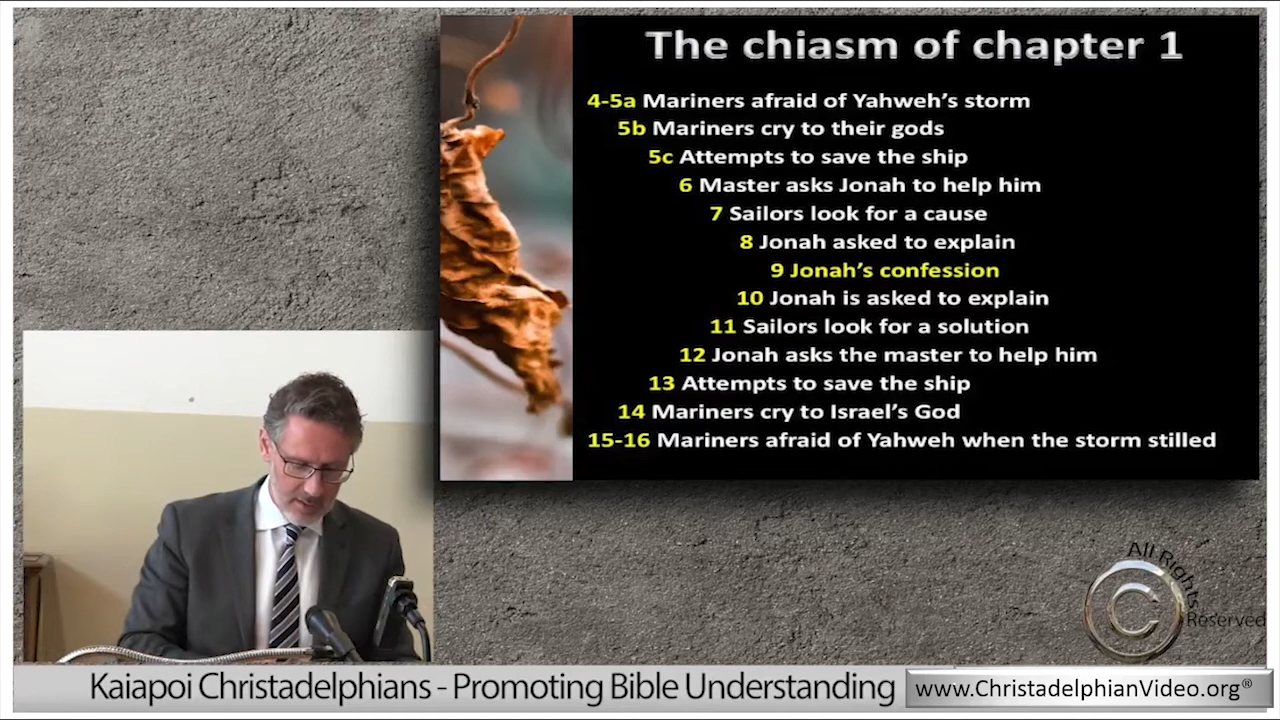 The chiasm of chapter 1
4-5a Mariners afraid of Yahweh's storm
5b Mariners cry to their gods
5c Attempts to save the ship
6 Master asks Jonah to help him
7 Sailors look for a cause
8 Jonah asked to explain
9 Jonah's confession
10 Jonah is asked to explain
11 Sailors look for a solution
12 Jonah asks the master to help him
13 Attempts to save the ship
14 Mariners cry to Israel's God
15-16 Mariners afraid of Yahweh when the storm stilled
All Rights
C
Reserved
Kaiapoi Christadelphians - Promoting Bible Understanding
www.ChristadelphianVideo.org®